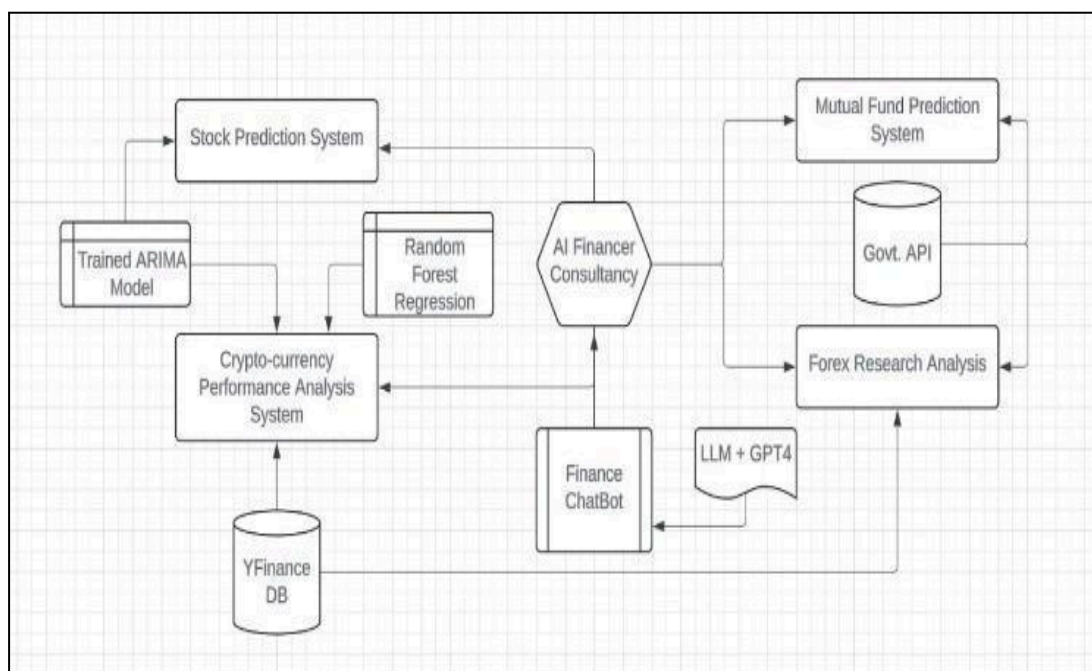 Stock Prediction System
Mutual Fund Prediction
System
Trained ARIMA
Model
Random
Forest
Regression
AI Financer
Consultancy
Govt. API
Crypto-currency
Performance Analysis
System
Forex Research Analysis
Finance
ChatBot
LLM + GPT4
YFinance
DB